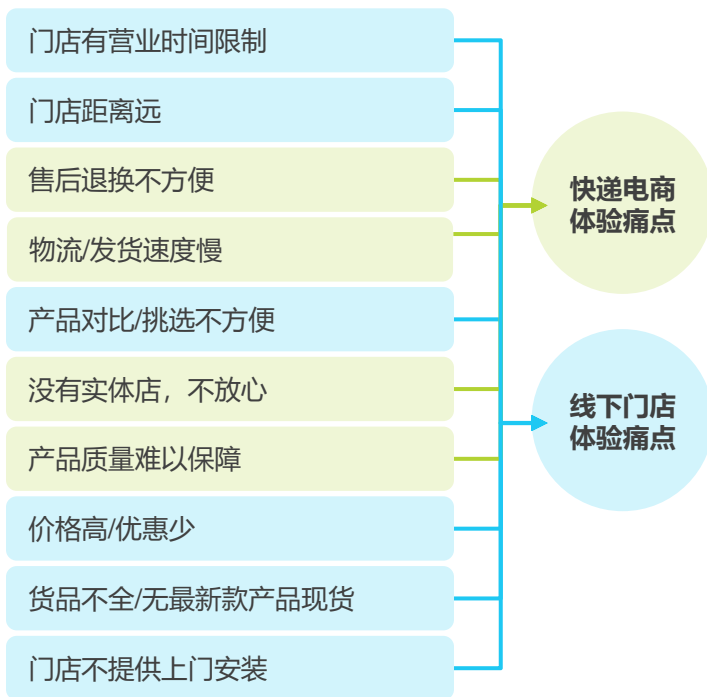 门店有营业时间限制
门店距离远
售后退换不方便
物流/发货速度慢
产品对比/挑选不方便
没有实体店，不放心
产品质量难以保障
价格高/优惠少
货品不全/无最新款产品现货
门店不提供上门安装
快递电商
体验痛点
线下门店
体验痛点